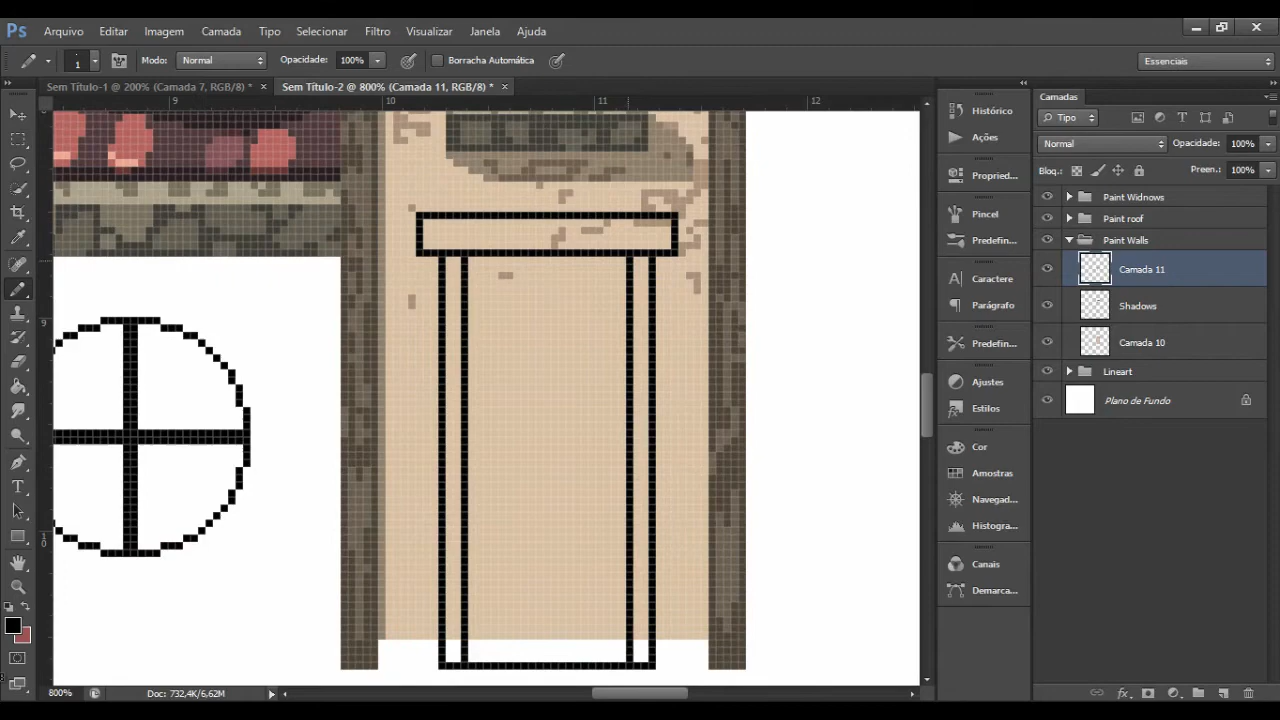 Ps Arquivo Editar Imagem Camada Tipo Selecionar Filtro Visualizar Janela Ajuda
1 Modo: Normal Opacidade: 100% Borracha Automática Essenciais
Sem Título-1 @ 200% (Camada 7, RGB/8) * × Sem Título-2 @ 800% (Camada 11, RGB/8) * ×
9 10 11 12
9
10
Histórico
Ações
Propried...
Pincel
Predefin...
Caractere
Parágrafo
Predefin...
Ajustes
Estilos
Cor
Amostras
Navegad...
Histogra...
Canais
Demarca...
Camadas
Tipo
Normal Opacidade: 100%
Bloq.: Preen.: 100%
Paint Widnows
Paint roof
Paint Walls
Camada 11
Shadows
Camada 10
Lineart
Plano de Fundo
800% Doc: 732,4K/6,62M